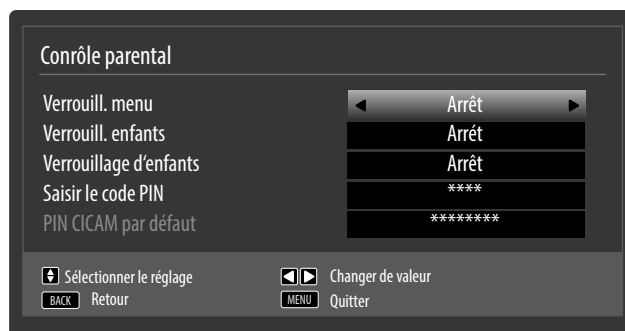 Conrôle parental
Verrouill. menu ◀ Arrêt ▶
Verrouill. enfants Arrét
Verrouillage d'enfants Arrêt
Saisir le code PIN ****
PIN CICAM par défaut ********
Sélectionner le réglage Changer de valeur
BACK Retour MENU Quitter